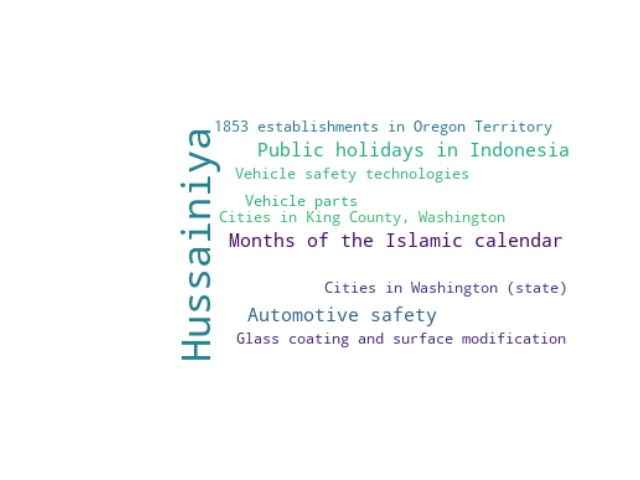 Hussainiya
1853 establishments in Oregon Territory
Public holidays in Indonesia
Vehicle safety technologies
Vehicle parts
Cities in King County, Washington
Months of the Islamic calendar
Cities in Washington (state)
Automotive safety
Glass coating and surface modification